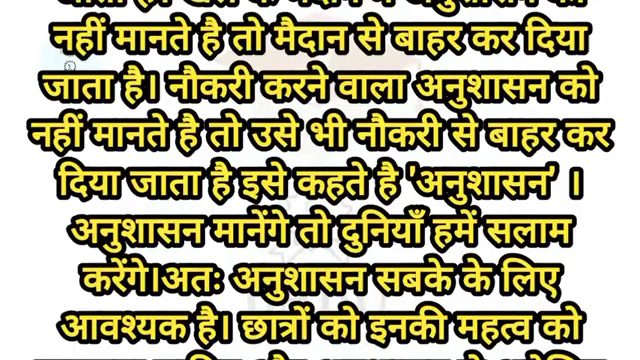 नहीं मानते है तो मैदान से बाहर कर दिया
जाता है। नौकरी करने वाला अनुशासन को
नहीं मानते है तो उसे भी नौकरी से बाहर कर
दिया जाता है इसे कहते है 'अनुशासन' ।
अनुशासन मानेंगे तो दुनियाँ हमें सलाम
करेंगे।अतः अनुशासन सबके के लिए
आवश्यक है। छात्रों को इनकी महत्व को